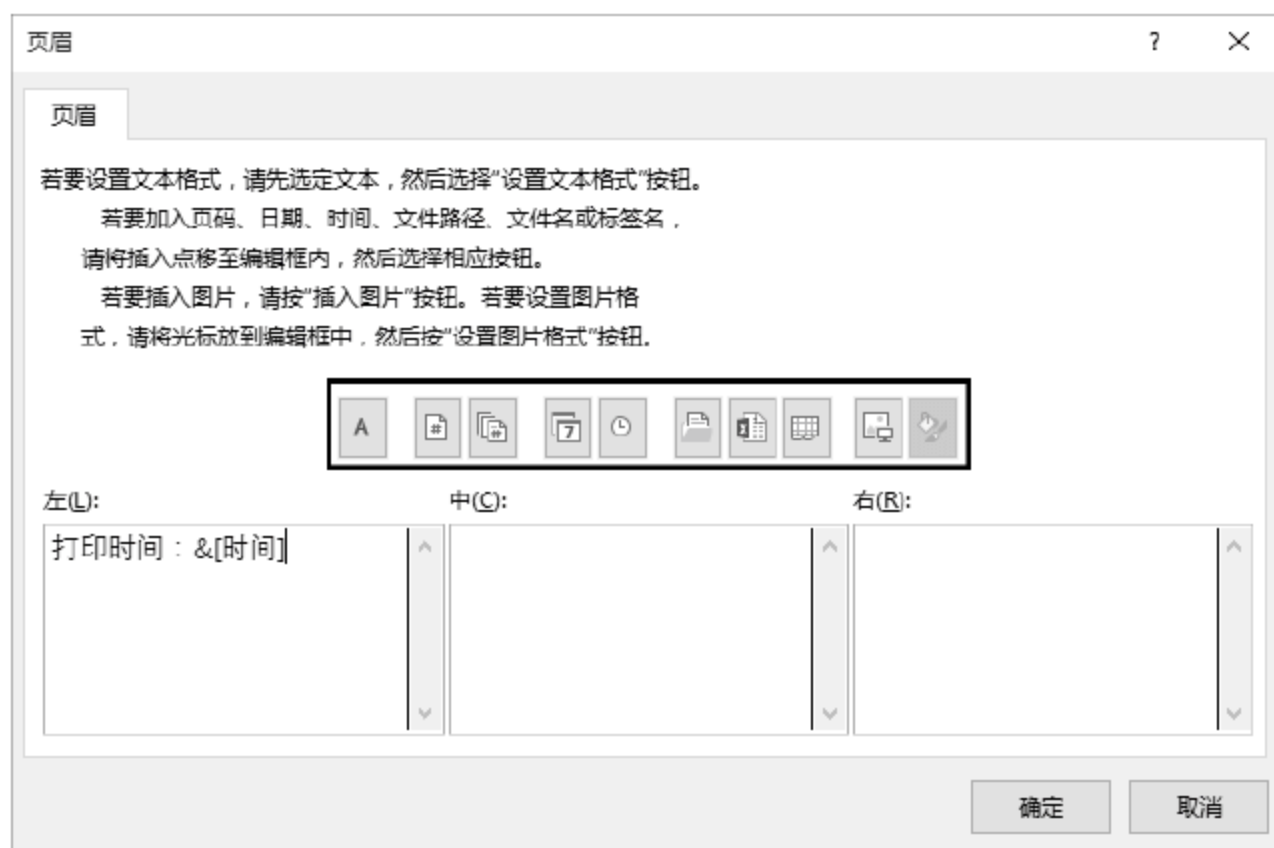 页眉
?
页眉
若要设置文本格式，请先选定文本，然后选择"设置文本格式"按钮。
若要加入页码、日期、时间、文件路径、文件名或标签名，
请将插入点移至编辑框内，然后选择相应按钮。
若要插入图片，请按"插入图片"按钮。若要设置图片格
式，请将光标放到编辑框中，然后按"设置图片格式"按钮。
A # # 7
左(L): 中(C): 右(R):
打印时间：&[时间]
确定 取消